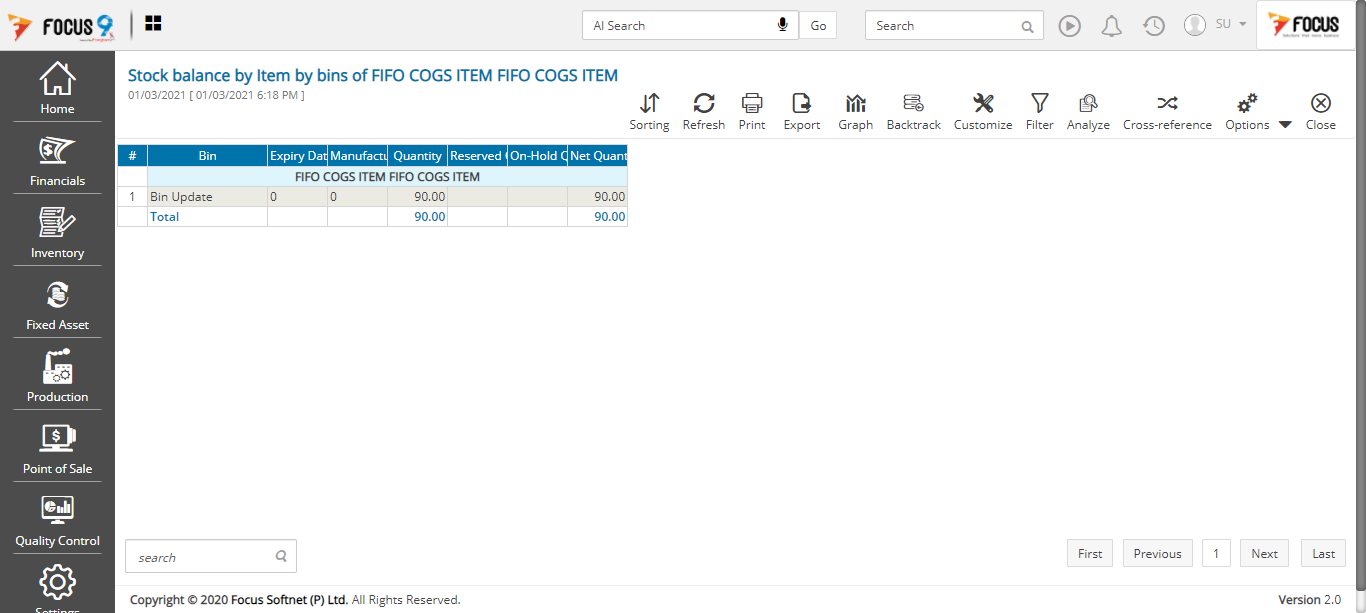 FOCUS 9
AI Search
Go
Search
SU
FOCUS
Home
Financials
Inventory
Fixed Asset
Production
Point of Sale
Quality Control
Settings
Stock balance by Item by bins of FIFO COGS ITEM FIFO COGS ITEM
01/03/2021 [ 01/03/2021 6:18 PM ]
Sorting Refresh Print Export Graph Backtrack Customize Filter Analyze Cross-reference Options Close
# Bin Expiry Dat Manufactu Quantity Reserved On-Hold Net Quant
FIFO COGS ITEM FIFO COGS ITEM
1 Bin Update 0 0 90.00 90.00
Total 90.00 90.00
search
First Previous 1 Next Last
Copyright © 2020 Focus Softnet (P) Ltd. All Rights Reserved.
Version 2.0